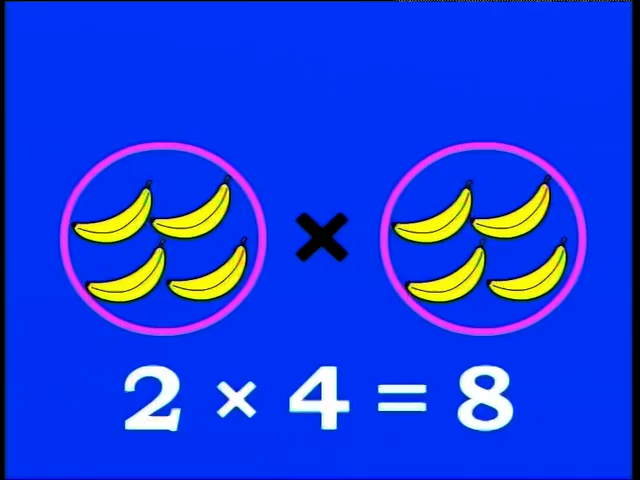 ×
2 × 4 = 8